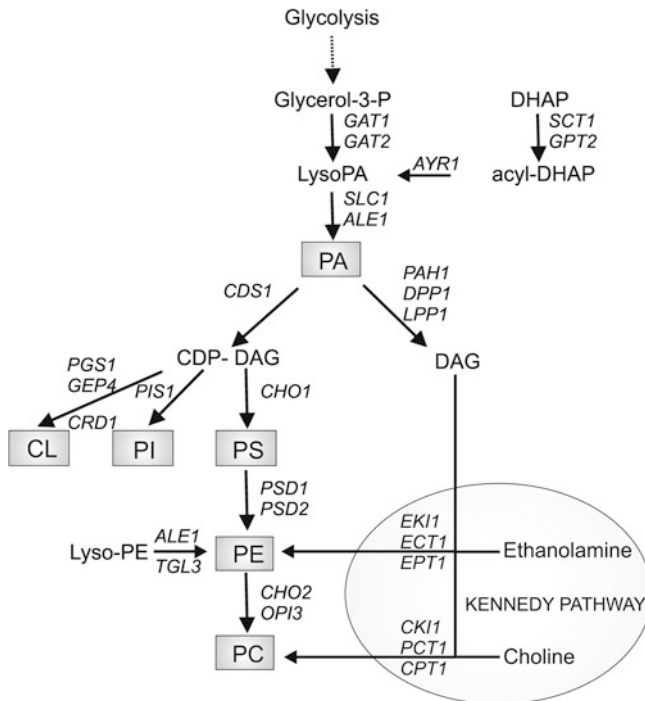 Glycolysis
Glycerol-3-P
DHAP
GAT1
GAT2
SCT1
GPT2
LysoPA
AYR1
acyl-DHAP
SLC1
ALE1
PA
CDS1
PAH1
DPP1
LPP1
CDP- DAG
DAG
PGS1
GEP4
CRD1
PIS1
CHO1
CL
PI
PS
PSD1
PSD2
Lyso-PE
ALE1
TGL3
PE
EKI1
ECT1
EPT1
Ethanolamine
CHO2
OPI3
KENNEDY PATHWAY
PC
CKI1
PCT1
CPT1
Choline